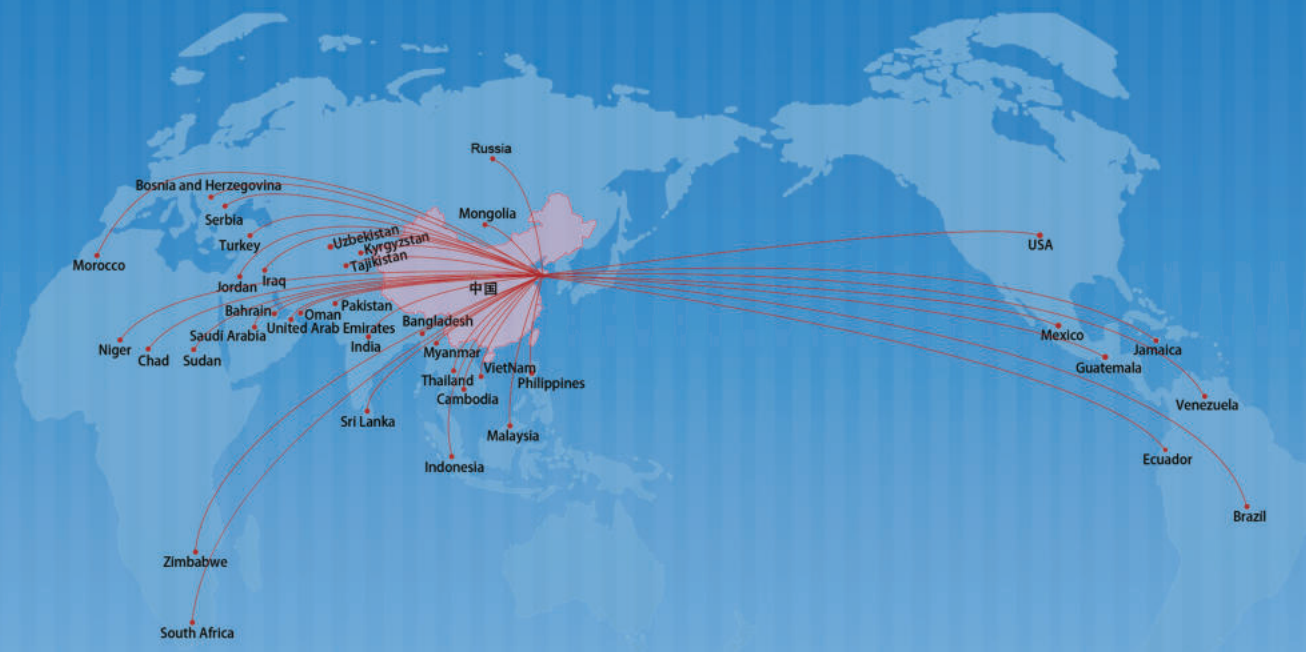 Russia
Bosnia and Herzegovina
Mongolia
Serbia
Uzbekistan
Turkey
Kyrgyzstan
USA
Tajikistan
Morocco
Jordan
Iraq
中国
Pakistan
Bahrain
Oman
Bangladesh
United Arab Emirates
Saudi Arabia
Mexico
India
Niger
Chad
Sudan
Myanmar
Jamaica
VietNam
Guatemala
Thailand
Philippines
Cambodia
Venezuela
Sri Lanka
Malaysia
Ecuador
Indonesia
Brazil
Zimbabwe
South Africa